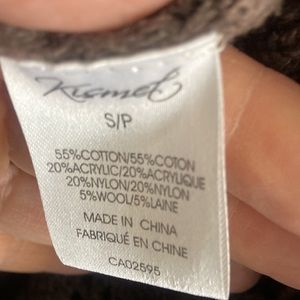 Kismet
S/P
55%COTTON/55%COTON
20%ACRYLIC/20%ACRYLIQUE
20%NYLON/20%NYLON
5%WOOL/5%LAINE
MADE IN CHINA
FABRIQUÉ EN CHINE
CA02595